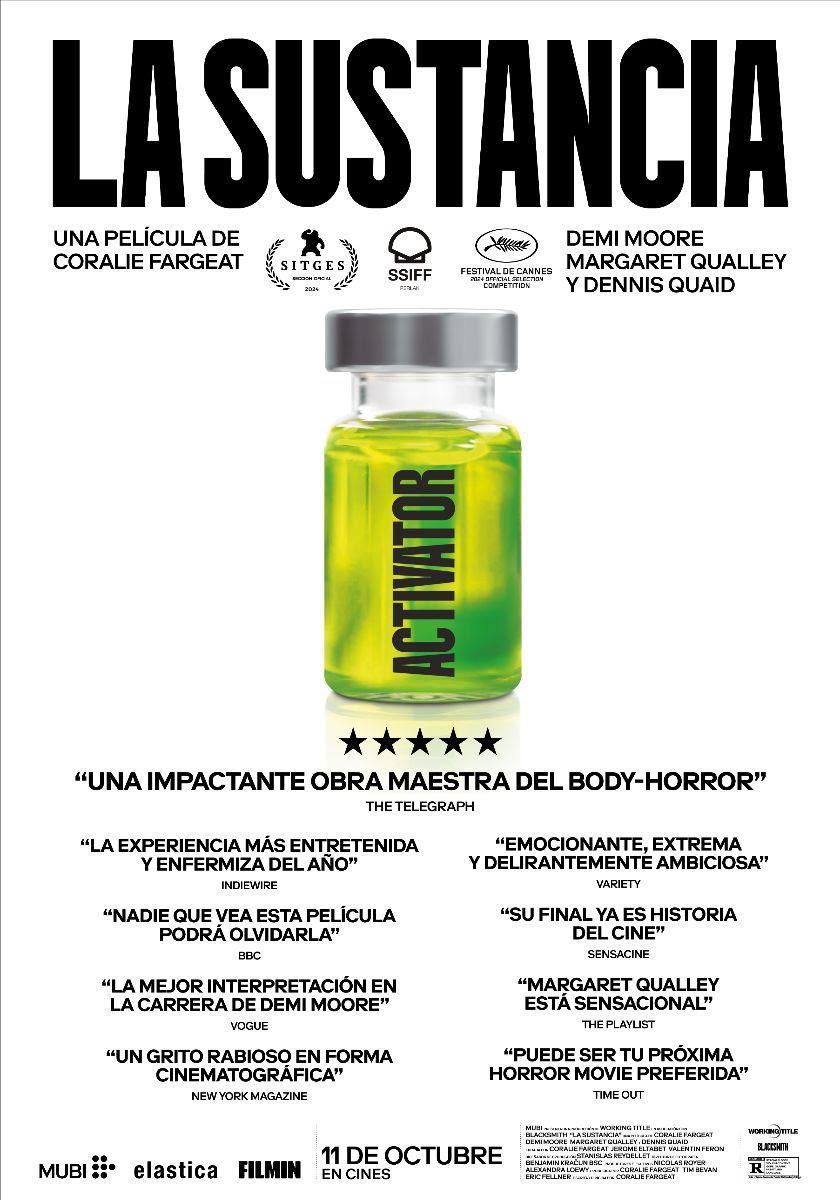 LA SUSTANCIA
UNA PELÍCULA DE
CORALIE FARGEAT
SITGES
SECCIÓN OFICIAL
2024
SSIFF
PERLAK
FESTIVAL DE CANNES
2024 OFFICIAL SELECTION
COMPETITION
DEMI MOORE
MARGARET QUALLEY
Y DENNIS QUAID
ACTIVATOR
★★★★★
“UNA IMPACTANTE OBRA MAESTRA DEL BODY-HORROR”
THE TELEGRAPH
“LA EXPERIENCIA MÁS ENTRETENIDA
Y ENFERMIZA DEL AÑO”
INDIEWIRE
“EMOCIONANTE, EXTREMA
Y DELIRANTEMENTE AMBICIOSA”
VARIETY
“NADIE QUE VEA ESTA PELÍCULA
PODRÁ OLVIDARLA”
BBC
“SU FINAL YA ES HISTORIA
DEL CINE”
SENSACINE
“LA MEJOR INTERPRETACIÓN EN
LA CARRERA DE DEMI MOORE”
VOGUE
“MARGARET QUALLEY
ESTÁ SENSACIONAL”
THE PLAYLIST
“UN GRITO RABIOSO EN FORMA
CINEMATOGRÁFICA”
NEW YORK MAGAZINE
“PUEDE SER TU PRÓXIMA
HORROR MOVIE PREFERIDA”
TIME OUT
MUBI
elastica
FILMIN
11 DE OCTUBRE
EN CINES
MUBI WORKING TITLE
BLACKSMITH “LA SUSTANCIA” CORALIE FARGEAT
DEMI MOORE MARGARET QUALLEY Y DENNIS QUAID
CORALIE FARGEAT JEROME ELTABET VALENTIN FERON
STANISLAS REYDELLET
BENJAMIN KRAČUN BSC NICOLAS ROYER
ALEXANDRA LOEWY CORALIE FARGEAT TIM BEVAN
ERIC FELLNER CORALIE FARGEAT
WORKING TITLE
BLACKSMITH
R